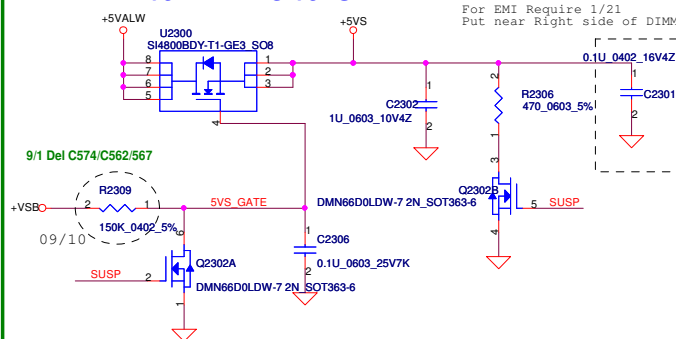 For EMI Require 1/21
Put near Right side of DIMM
+5VALW
+5VS
U2300
SI4800BDY-T1-GE3_SO8
8
7
6
5
1
2
3
4
0.1U_0402_16V4Z
1
C2301
2
1
C2302
1U_0603_10V4Z
2
2
R2306
470_0603_5%
1
9/1 Del C574/C562/567
R2309
+VSB
2
1
150K_0402_5%
09/10
5VS_GATE
3
Q2302B
DMN66D0LDW-7 2N_SOT363-6
5
SUSP
4
6
Q2302A
SUSP
2
DMN66D0LDW-7 2N_SOT363-6
1
1
C2306
0.1U_0603_25V7K
2